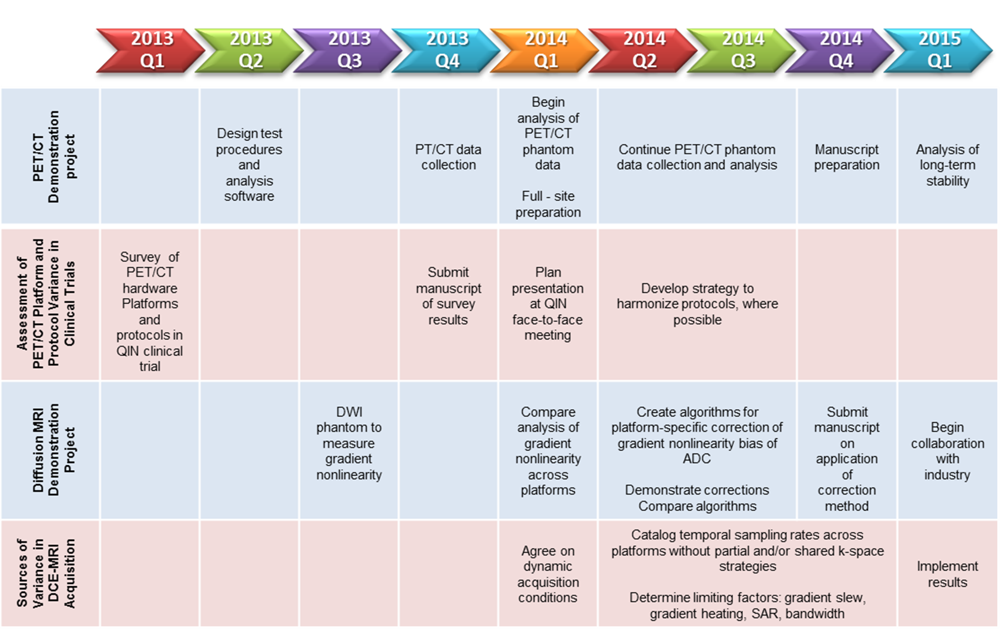 2013
Q1
2013
Q2
2013
Q3
2013
Q4
2014
Q1
2014
Q2
2014
Q3
2014
Q4
2015
Q1
PET/CT
Demonstration
project
Design test
procedures
and
analysis
software
PT/CT data
collection
Begin
analysis of
PET/CT
phantom
data
Full - site
preparation
Continue PET/CT phantom
data collection and analysis
Manuscript
preparation
Analysis of
long-term
stability
Assessment of
PET/CT Platform and
Protocol Variance in
Clinical Trials
Survey of
PET/CT
hardware
Platforms
and
protocols in
QIN clinical
trial
Submit
manuscript
of survey
results
Plan
presentation
at QIN
face-to-face
meeting
Develop strategy to
harmonize protocols, where
possible
Diffusion MRI
Demonstration
Project
DWI
phantom to
measure
gradient
nonlinearity
Compare
analysis of
gradient
nonlinearity
across
platforms
Create algorithms for
platform-specific correction of
gradient nonlinearity bias of
ADC
Demonstrate corrections
Compare algorithms
Submit
manuscript
on
application
of
correction
method
Begin
collaboration
with
industry
Sources of
Variance in
DCE-MRI
Acquisition
Agree on
dynamic
acquisition
conditions
Catalog temporal sampling rates across
platforms without partial and/or shared k-space
strategies
Determine limiting factors: gradient slew,
gradient heating, SAR, bandwidth
Implement
results